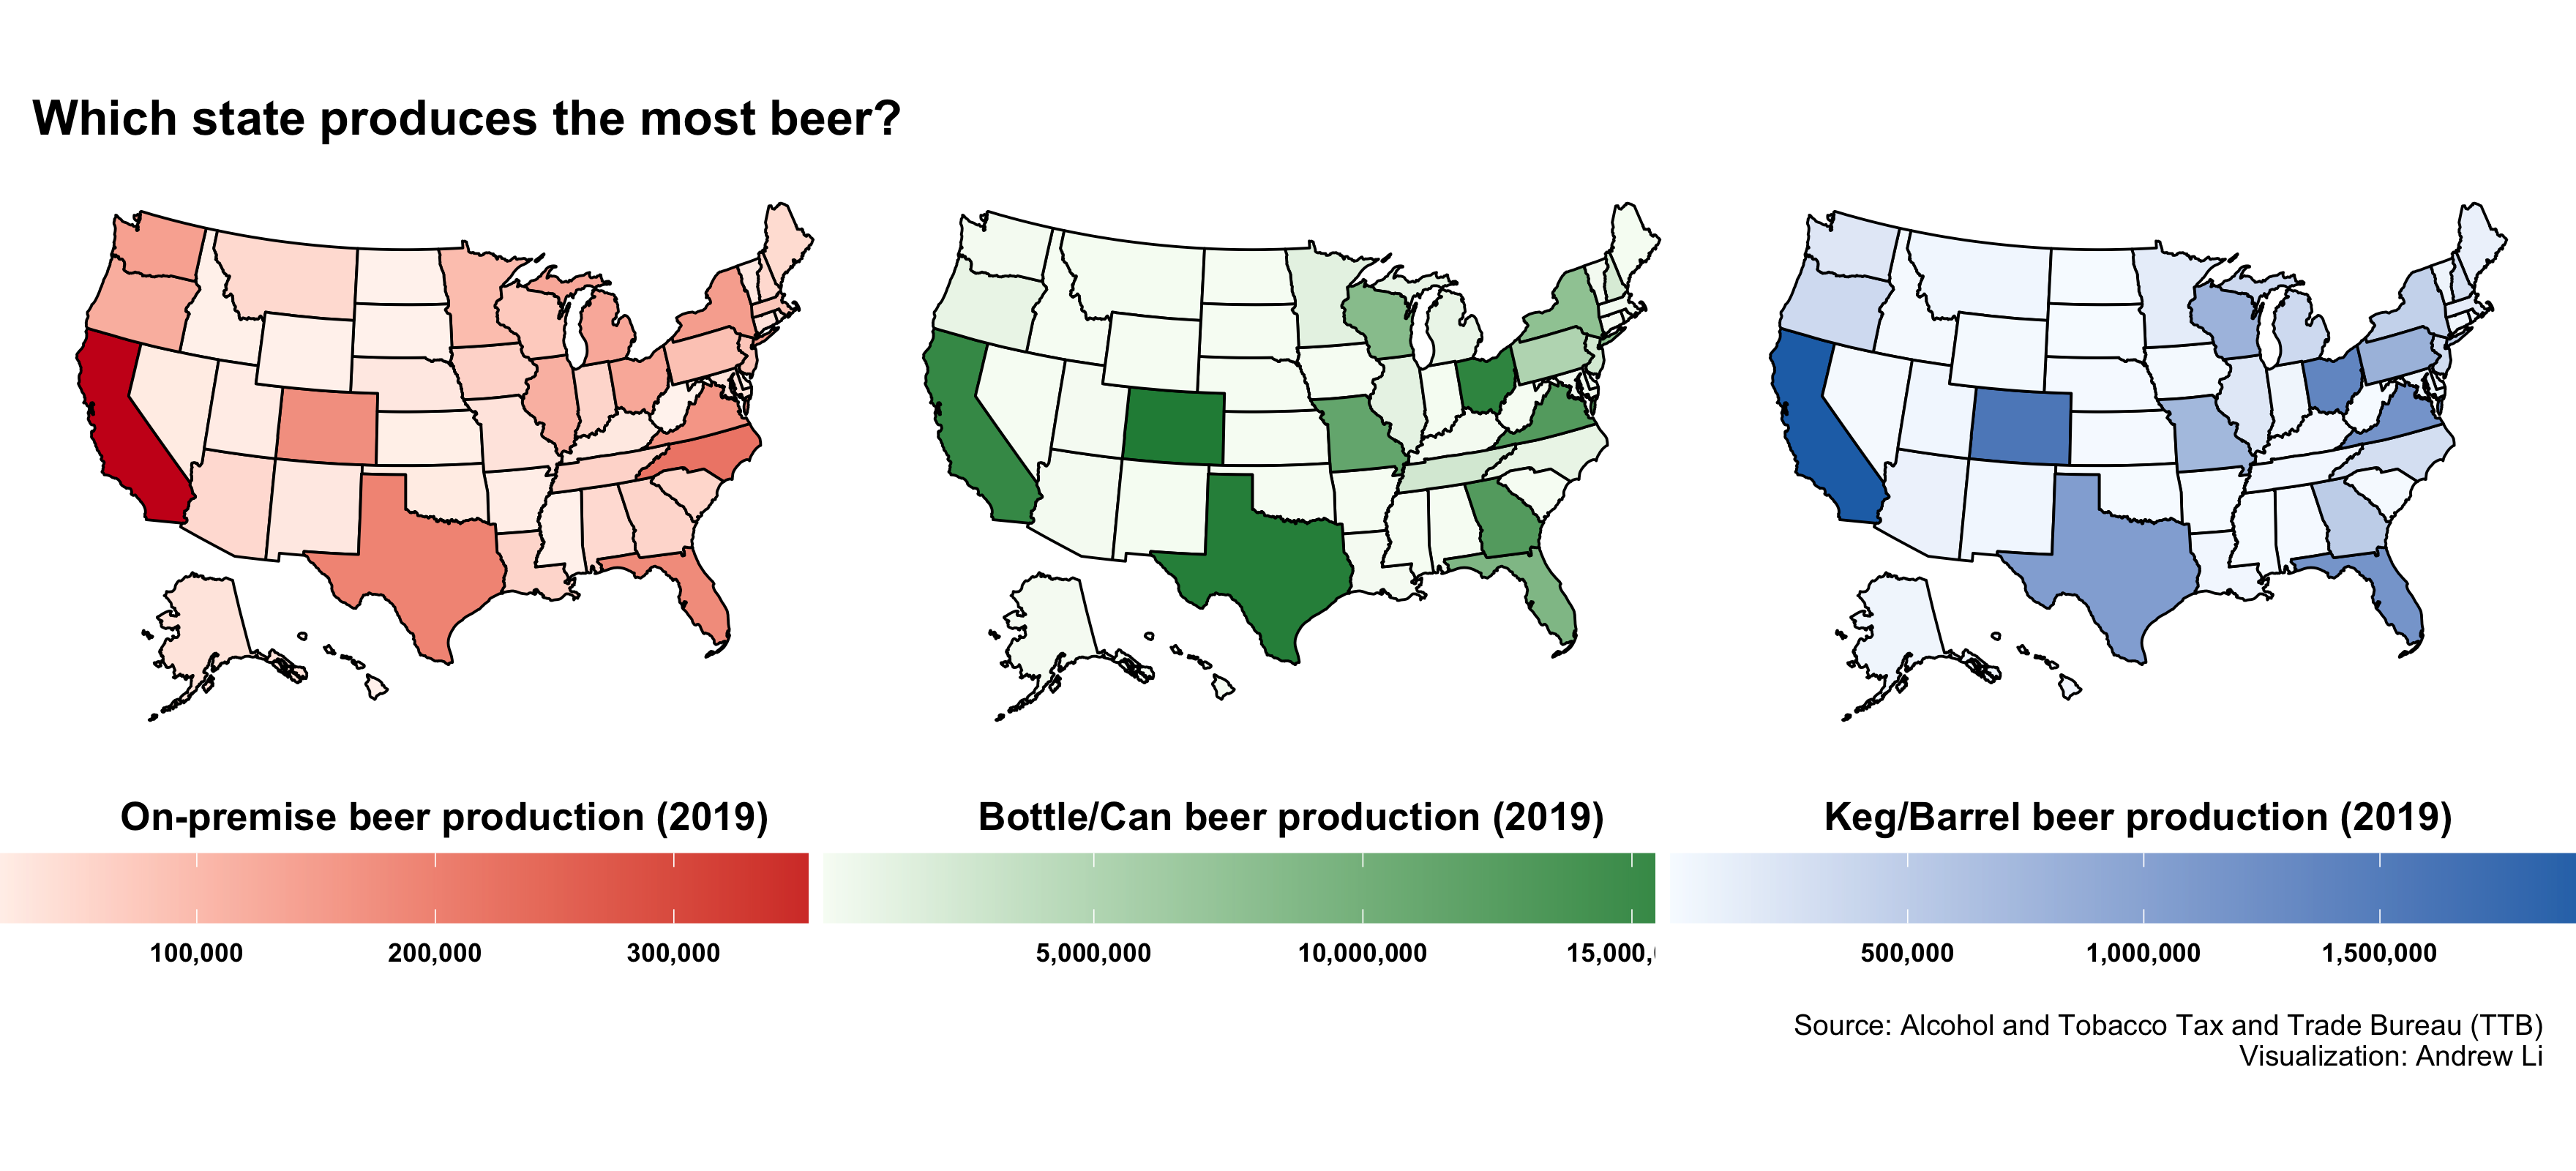 Which state produces the most beer?
On-premise beer production (2019)
100,000 200,000 300,000
Bottle/Can beer production (2019)
5,000,000 10,000,000 15,000,
Keg/Barrel beer production (2019)
500,000 1,000,000 1,500,000
Source: Alcohol and Tobacco Tax and Trade Bureau (TTB)
Visualization: Andrew Li